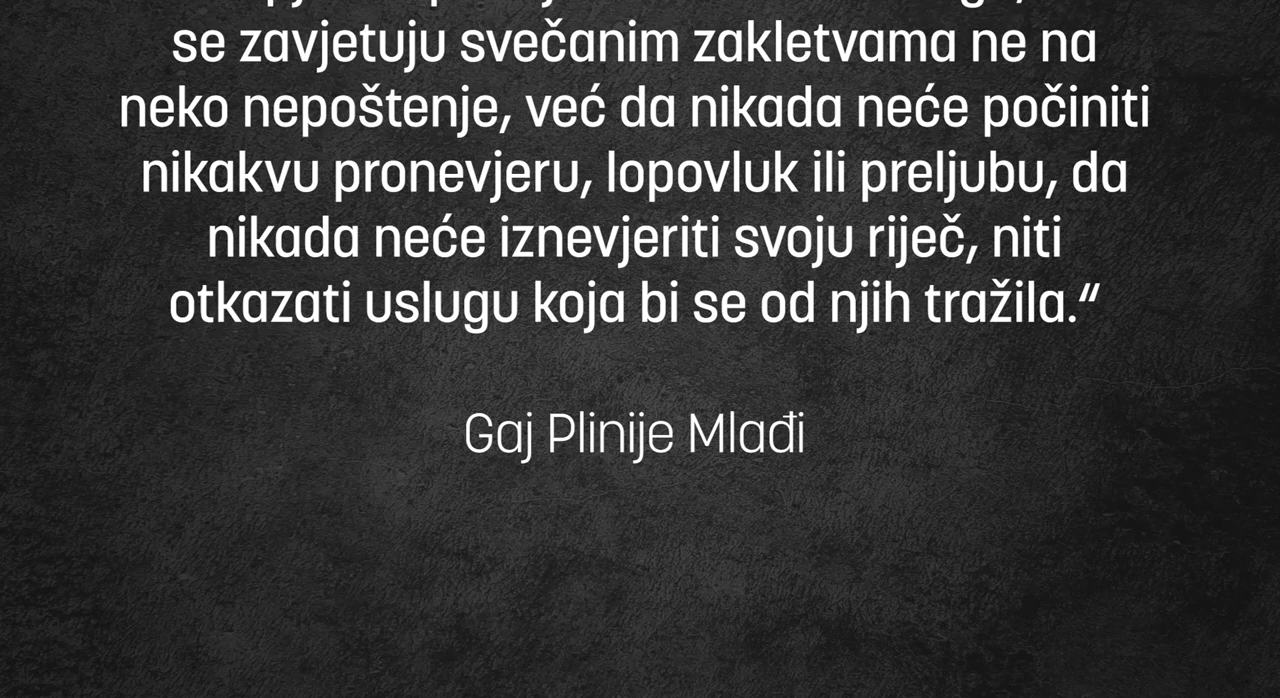 se zavjetuju svečanim zakletvama ne na
neko nepoštenje, već da nikada neće počiniti
nikakvu pronevjeru, lopovluk ili preljubu, da
nikada neće iznevjeriti svoju riječ, niti
otkazati uslugu koja bi se od njih tražila.“
Gaj Plinije Mlađi